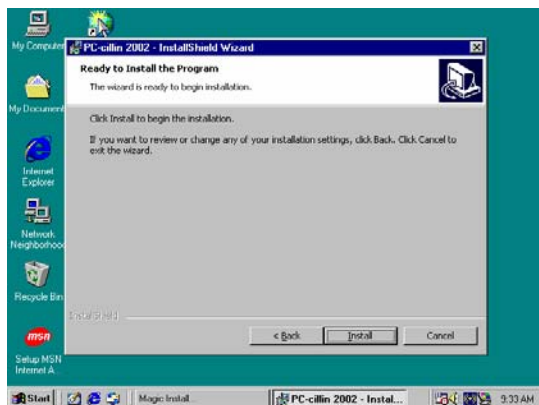 My Computer
PC-cillin 2002 - InstallShield Wizard
Ready to Install the Program
The wizard is ready to begin installation.
My Document
Click Install to begin the installation.
If you want to review or change any of your installation settings, click Back. Click Cancel to
exit the wizard.
Internet
Explorer
Network
Neighborhoo
Recycle Bin
InstallShield
< Back
Install
Cancel
msn
Setup MSN
Internet A...
Start
Magic Install...
PC-cillin 2002 - Instal...
9:33 AM